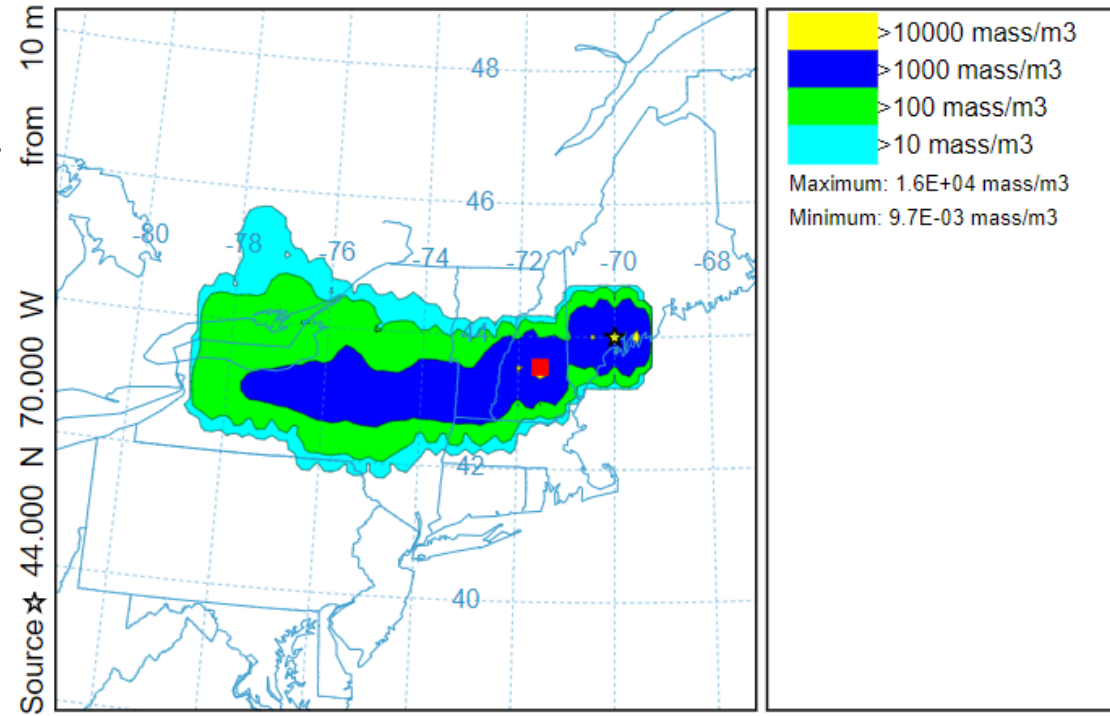 Source ☆ 44.000 N 70.000 W from 10 m
48
46
-80
-78
-76
-74
-72
-70
-68
44
42
40
>10000 mass/m3
>1000 mass/m3
>100 mass/m3
>10 mass/m3
Maximum: 1.6E+04 mass/m3
Minimum: 9.7E-03 mass/m3